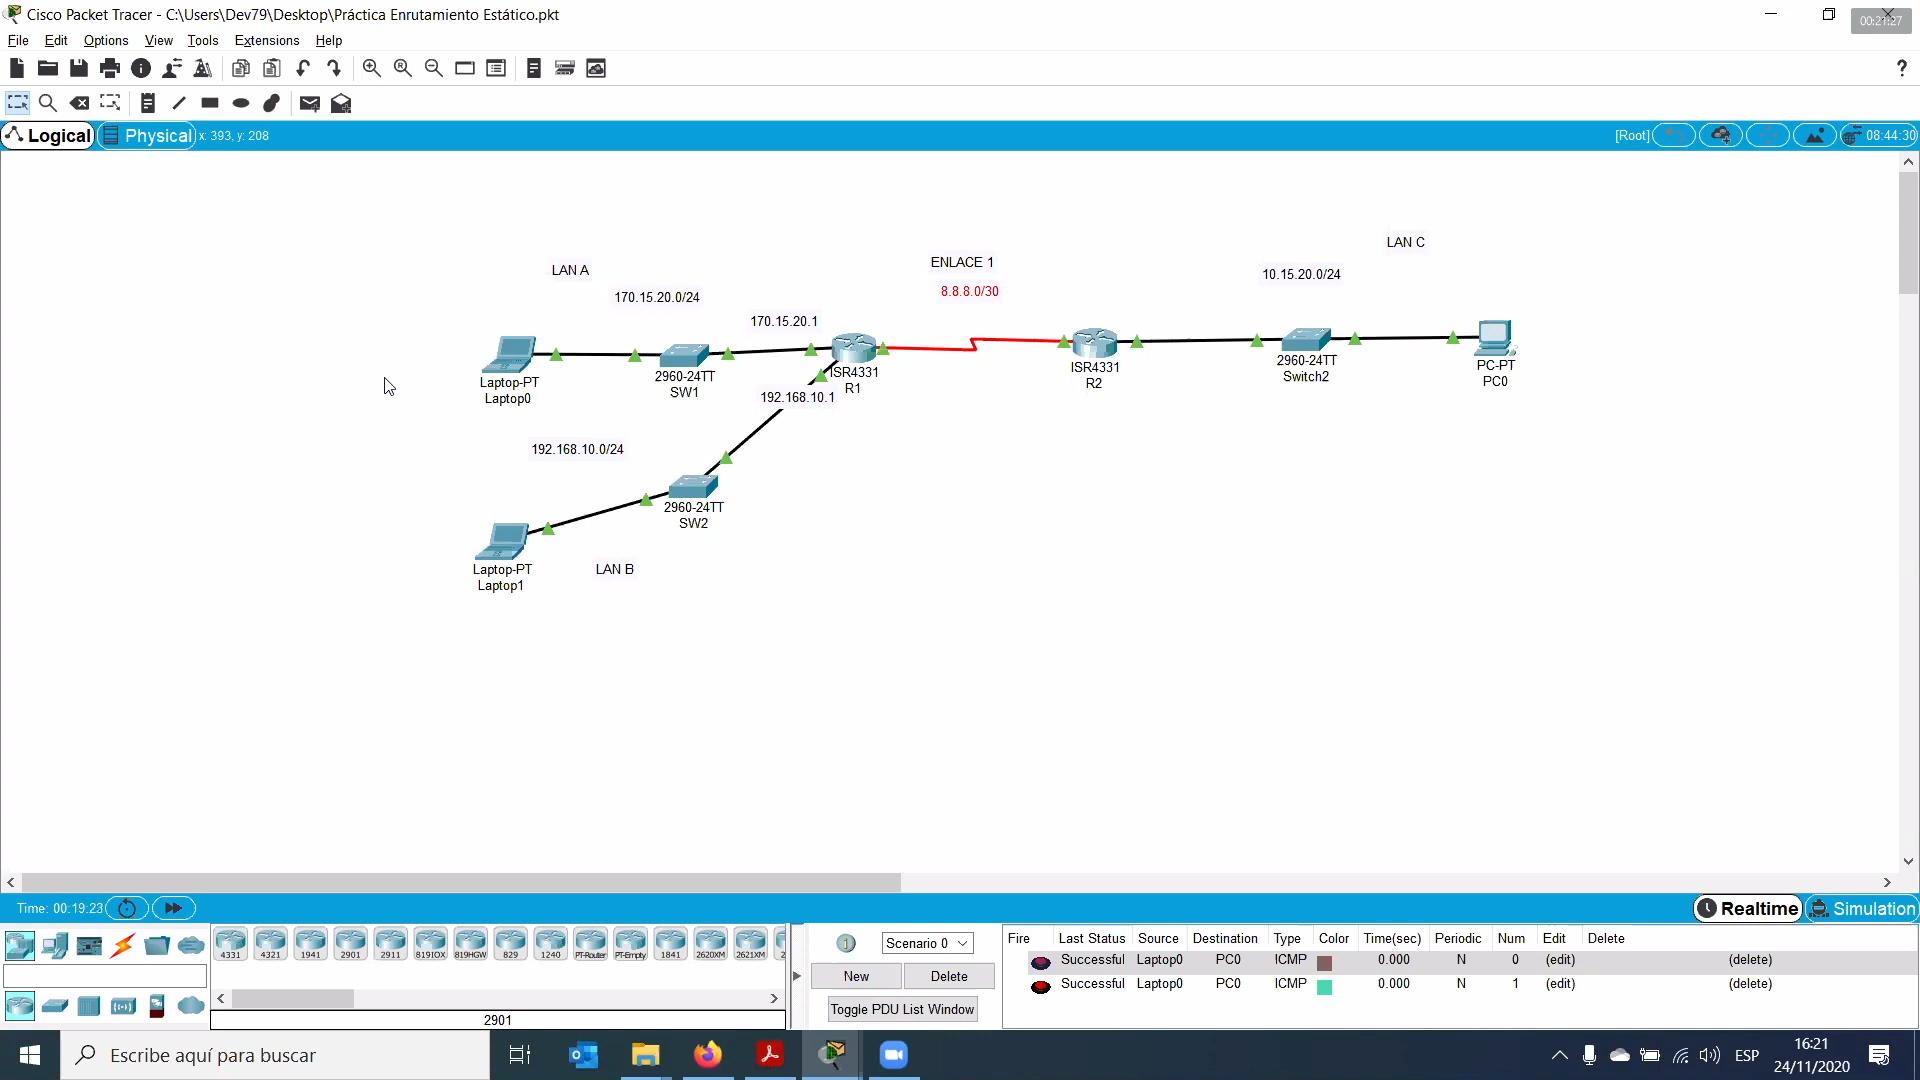 Cisco Packet Tracer - C:\Users\Dev79\Desktop\Práctica Enrutamiento Estático.pkt
00:21:27
File Edit Options View Tools Extensions Help
?
Logical Physical x: 393, y: 208
[Root] 08:44:30
LAN C
ENLACE 1
LAN A
10.15.20.0/24
8.8.8.0/30
170.15.20.0/24
170.15.20.1
Laptop-PT
Laptop0
2960-24TT
SW1
ISR4331
R1
ISR4331
R2
2960-24TT
Switch2
PC-PT
PC0
192.168.10.1
192.168.10.0/24
2960-24TT
SW2
Laptop-PT
Laptop1
LAN B
Time: 00:19:23
Realtime Simulation
4331 4321 1941 2901 2911 819IOX 819HGW 829 1240 PT-Router PT-Empty 1841 2620XM 2621XM
2901
Scenario 0
New Delete
Toggle PDU List Window
Fire Last Status Source Destination Type Color Time(sec) Periodic Num Edit Delete
Successful Laptop0 PC0 ICMP 0.000 N 0 (edit) (delete)
Successful Laptop0 PC0 ICMP 0.000 N 1 (edit) (delete)
Escribe aquí para buscar
ESP
16:21
24/11/2020